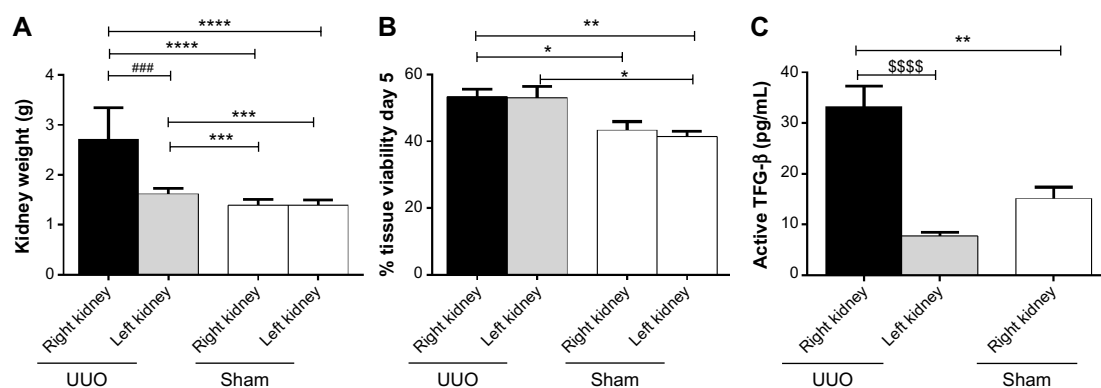 A
Kidney weight (g)
4
3
2
1
0
****
****
###
***
***
Right kidney
Left kidney
Right kidney
Left kidney
UUO
Sham
B
% tissue viability day 5
60
40
20
0
**
*
*
Right kidney
Left kidney
Right kidney
Left kidney
UUO
Sham
C
Active TFG-β (pg/mL)
40
30
20
10
0
**
$$$$
Right kidney
Left kidney
Right kidney
UUO
Sham